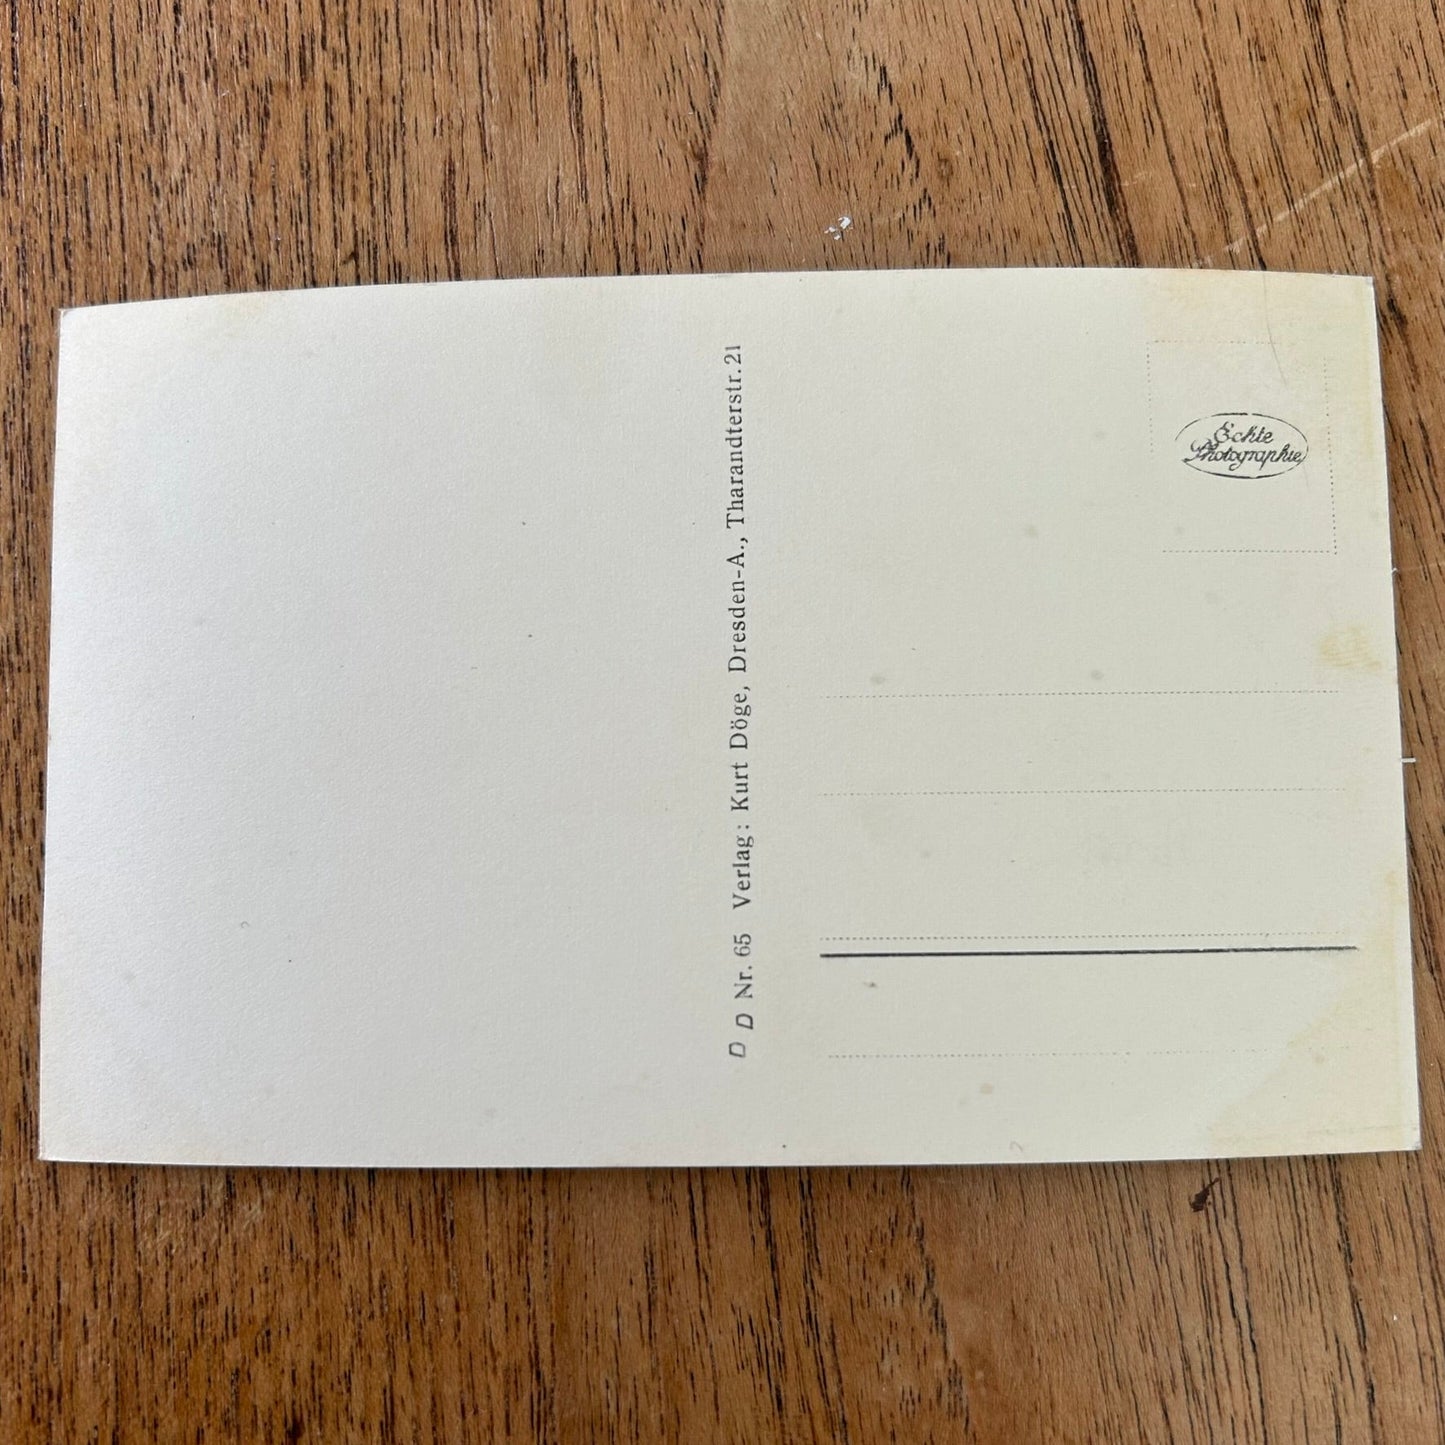 D D Nr. 65 Verlag: Kurt Döge, Dresden-A., Tharandterstr. 21
Echte
Photographie